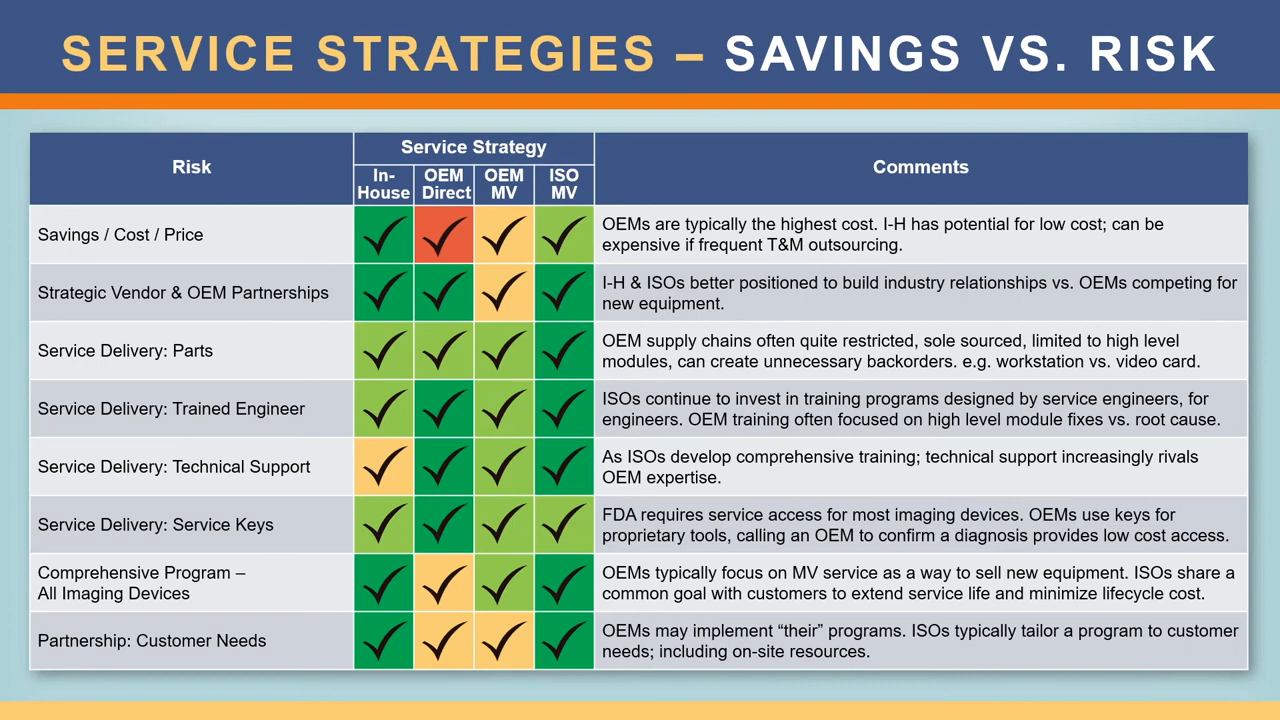 SERVICE STRATEGIES – SAVINGS VS. RISK
Risk
Service Strategy
In-
House
OEM
Direct
OEM
MV
ISO
MV
Comments
Savings / Cost / Price
OEMs are typically the highest cost. I-H has potential for low cost; can be
expensive if frequent T&M outsourcing.
Strategic Vendor & OEM Partnerships
I-H & ISOs better positioned to build industry relationships vs. OEMs competing for
new equipment.
Service Delivery: Parts
OEM supply chains often quite restricted, sole sourced, limited to high level
modules, can create unnecessary backorders. e.g. workstation vs. video card.
Service Delivery: Trained Engineer
ISOs continue to invest in training programs designed by service engineers, for
engineers. OEM training often focused on high level module fixes vs. root cause.
Service Delivery: Technical Support
As ISOs develop comprehensive training; technical support increasingly rivals
OEM expertise.
Service Delivery: Service Keys
FDA requires service access for most imaging devices. OEMs use keys for
proprietary tools, calling an OEM to confirm a diagnosis provides low cost access.
Comprehensive Program –
All Imaging Devices
OEMs typically focus on MV service as a way to sell new equipment. ISOs share a
common goal with customers to extend service life and minimize lifecycle cost.
Partnership: Customer Needs
OEMs may implement “their” programs. ISOs typically tailor a program to customer
needs; including on-site resources.